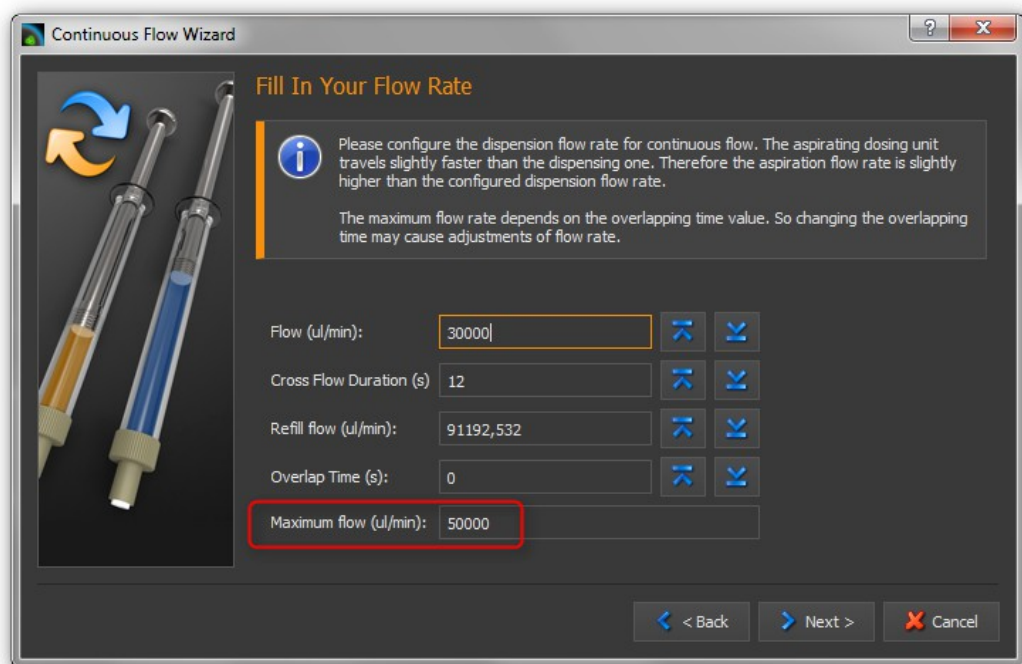 Continuous Flow Wizard
Fill In Your Flow Rate
Please configure the dispension flow rate for continuous flow. The aspirating dosing unit
travels slightly faster than the dispensing one. Therefore the aspiration flow rate is slightly
higher than the configured dispension flow rate.
The maximum flow rate depends on the overlapping time value. So changing the overlapping
time may cause adjustments of flow rate.
Flow (ul/min): 30000
Cross Flow Duration (s) 12
Refill flow (ul/min): 91192,532
Overlap Time (s): 0
Maximum flow (ul/min): 50000
< Back Next > Cancel